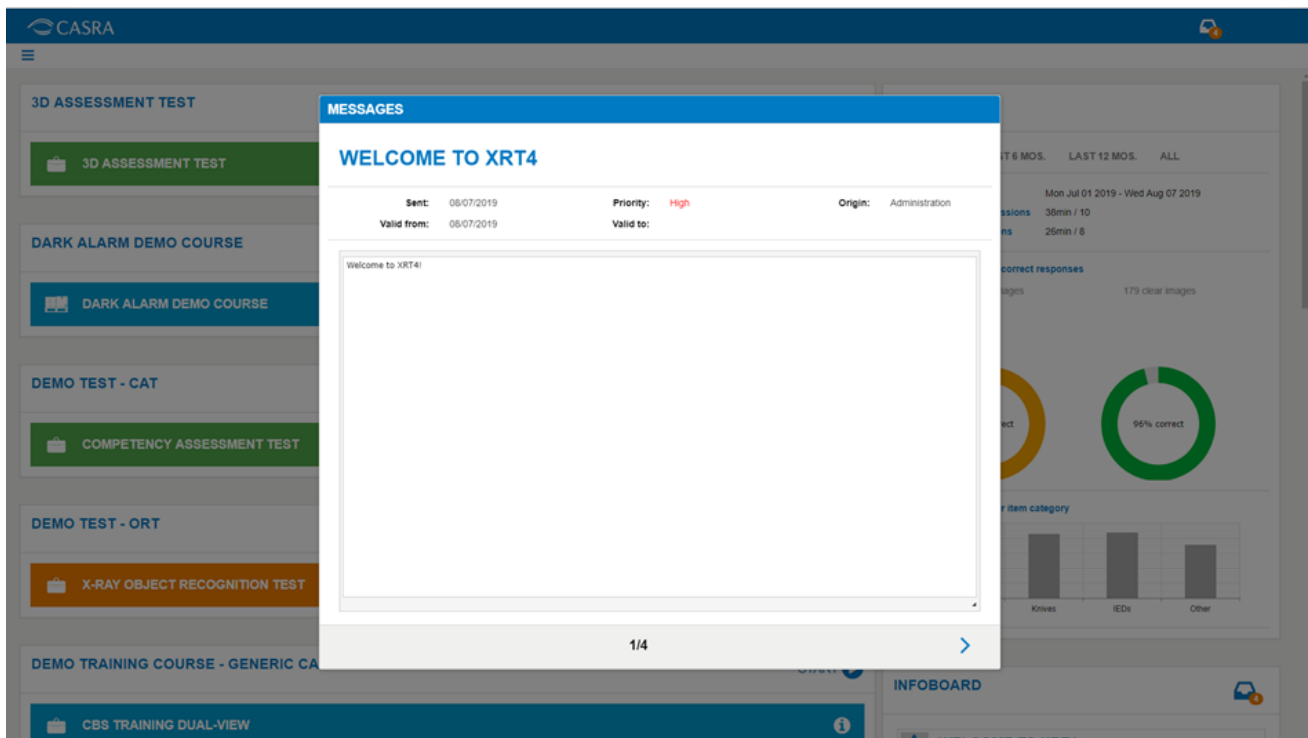 CASRA
4
3D ASSESSMENT TEST
3D ASSESSMENT TEST
DARK ALARM DEMO COURSE
DARK ALARM DEMO COURSE
DEMO TEST - CAT
COMPETENCY ASSESSMENT TEST
DEMO TEST - ORT
X-RAY OBJECT RECOGNITION TEST
DEMO TRAINING COURSE - GENERIC CA
CBS TRAINING DUAL-VIEW
MESSAGES
WELCOME TO XRT4
Sent: 08/07/2019 Priority: High Origin: Administration
Valid from: 08/07/2019 Valid to:
Welcome to XRT4!
1/4
6 MOS. LAST 12 MOS. ALL
Mon Jul 01 2019 - Wed Aug 07 2019
ssions 38min / 10
ns 26min / 8
correct responses
ages 179 clear images
ect 96% correct
r item category
Knives IEDs Other
INFOBOARD
4